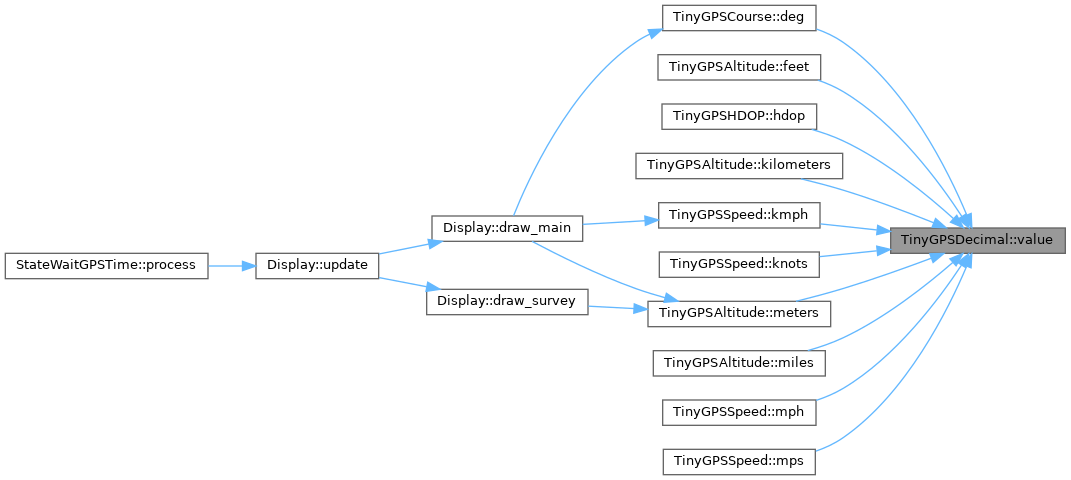 TinyGPSCourse::deg
TinyGPSAltitude::feet
TinyGPSHDOP::hdop
TinyGPSAltitude::kilometers
TinyGPSSpeed::kmph
Display::draw_main
TinyGPSDecimal::value
StateWaitGPSTime::process
Display::update
TinyGPSSpeed::knots
Display::draw_survey
TinyGPSAltitude::meters
TinyGPSAltitude::miles
TinyGPSSpeed::mph
TinyGPSSpeed::mps